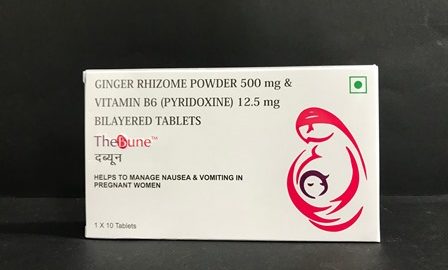 GINGER RHIZOME POWDER 500 mg &
VITAMIN B6 (PYRIDOXINE) 12.5 mg
BILAYERED TABLETS
TheBune™
दब्यून
HELPS TO MANAGE NAUSEA & VOMITING IN
PREGNANT WOMEN
1 X 10 Tablets